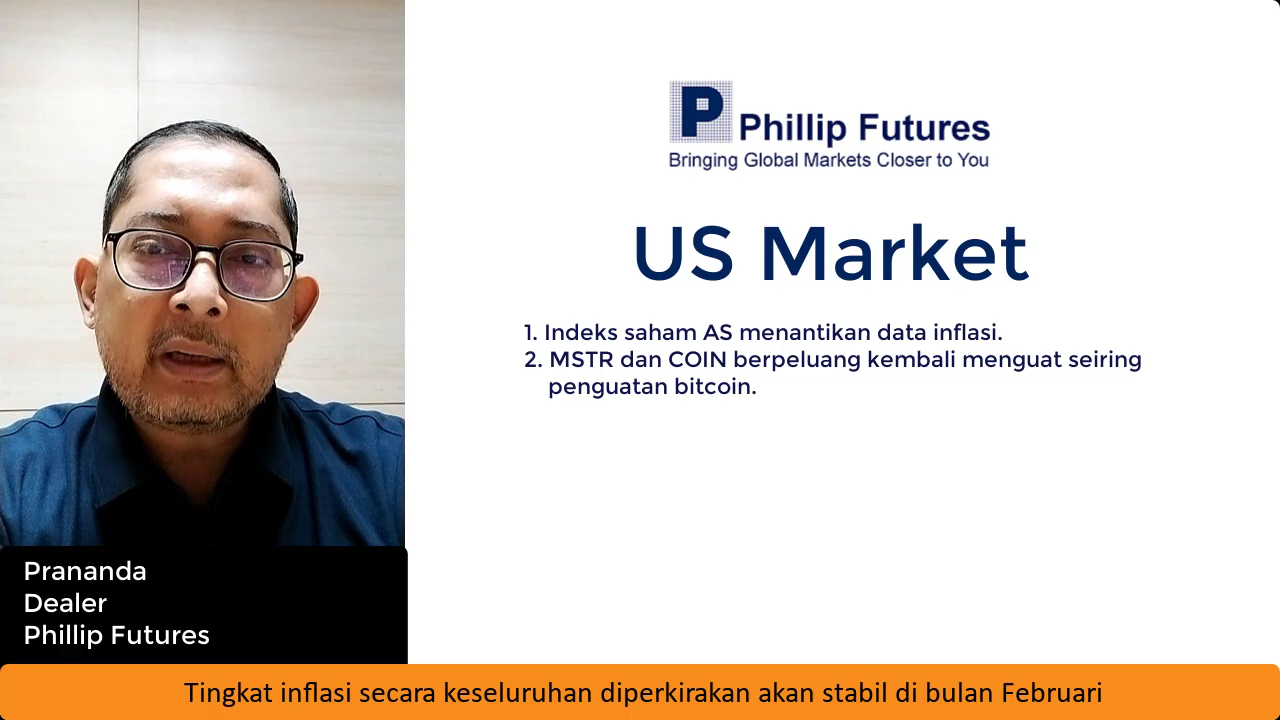 P Phillip Futures
Bringing Global Markets Closer to You
US Market
1. Indeks saham AS menantikan data inflasi.
2. MSTR dan COIN berpeluang kembali menguat seiring
penguatan bitcoin.
Prananda
Dealer
Phillip Futures
Tingkat inflasi secara keseluruhan diperkirakan akan stabil di bulan Februari